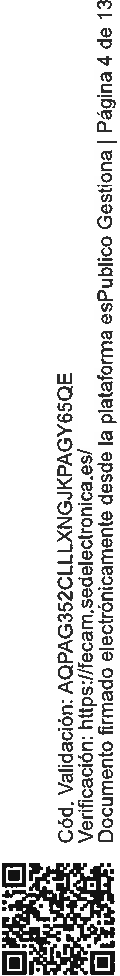 Cód. Validación: AQPAG352CLLLXNGJKPAGY65QE
Verificación: https://fecam.sedelectronica.es/
Documento firmado electrónicamente desde la plataforma esPublico Gestiona | Página 4 de 13